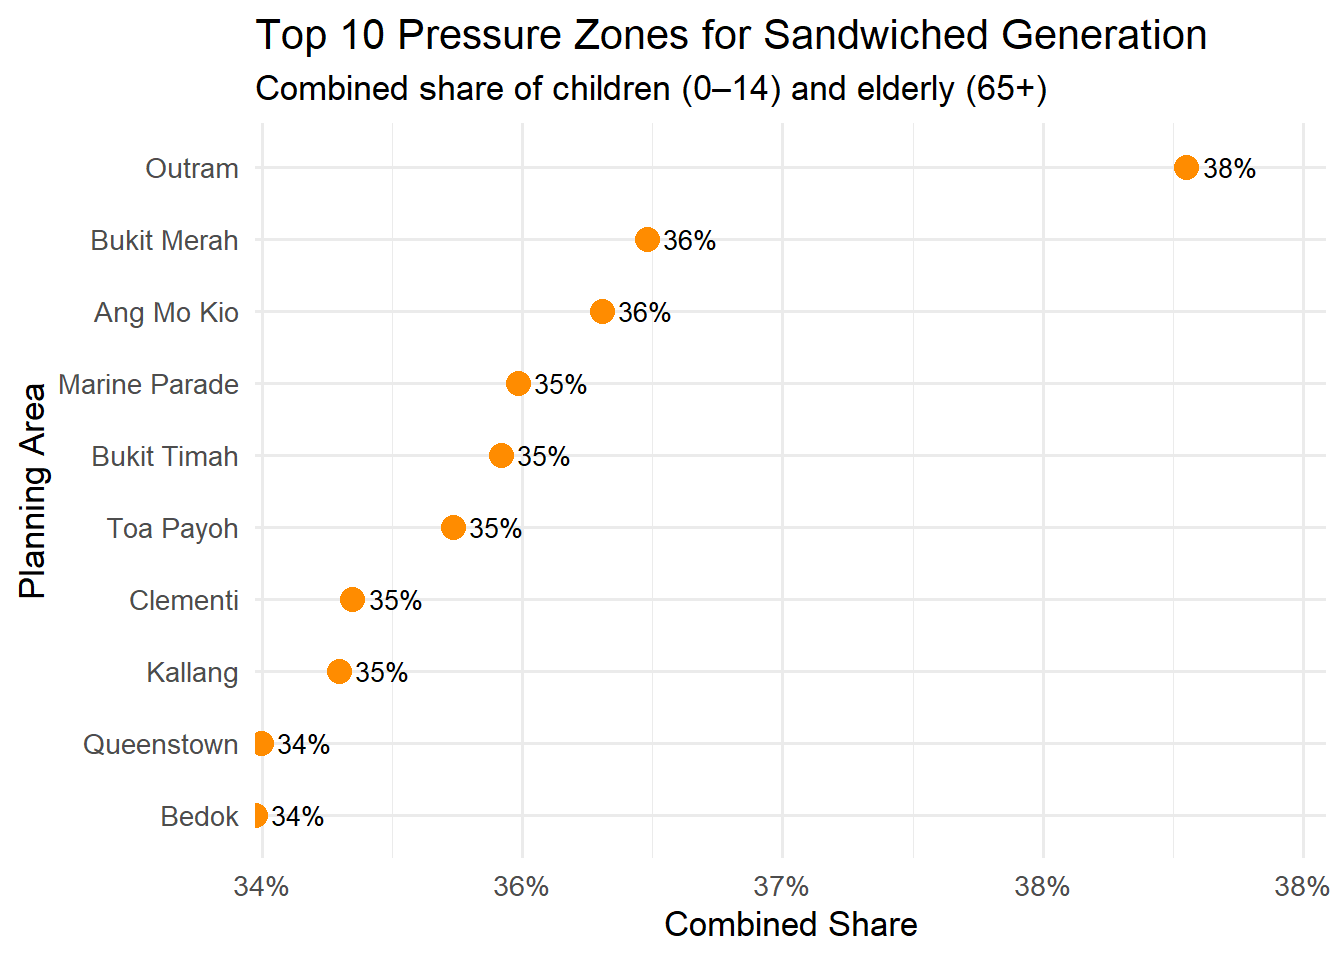 Top 10 Pressure Zones for Sandwiched Generation
Combined share of children (0–14) and elderly (65+)
Planning Area
Outram 38%
Bukit Merah 36%
Ang Mo Kio 36%
Marine Parade 35%
Bukit Timah 35%
Toa Payoh 35%
Clementi 35%
Kallang 35%
Queenstown 34%
Bedok 34%
34% 36% 37% 38% 38%
Combined Share